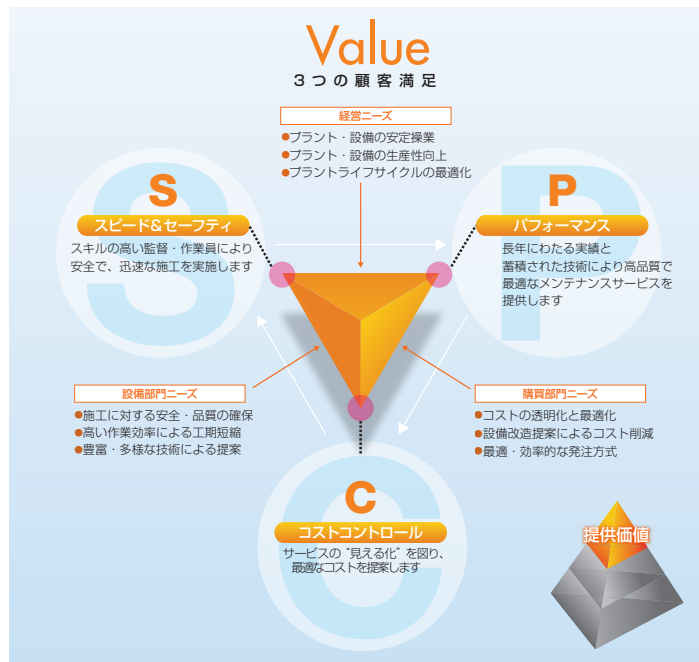 Value
3つの顧客満足
経営ニーズ
●プラント・設備の安定操業
●プラント・設備の生産性向上
●プラントライフサイクルの最適化
S
スピード&セーフティ
スキルの高い監督・作業員により
安全で、迅速な施工を実施します
P
パフォーマンス
長年にわたる実績と
蓄積された技術により高品質で
最適なメンテナンスサービスを
提供します
設備部門ニーズ
●施工に対する安全・品質の確保
●高い作業効率による工期短縮
●豊富・多様な技術による提案
購買部門ニーズ
●コストの透明化と最適化
●設備改造提案によるコスト削減
●最適・効率的な発注方式
C
コストコントロール
サービスの“見える化”を図り、
最適なコストを提案します
提供価値
S
P
C